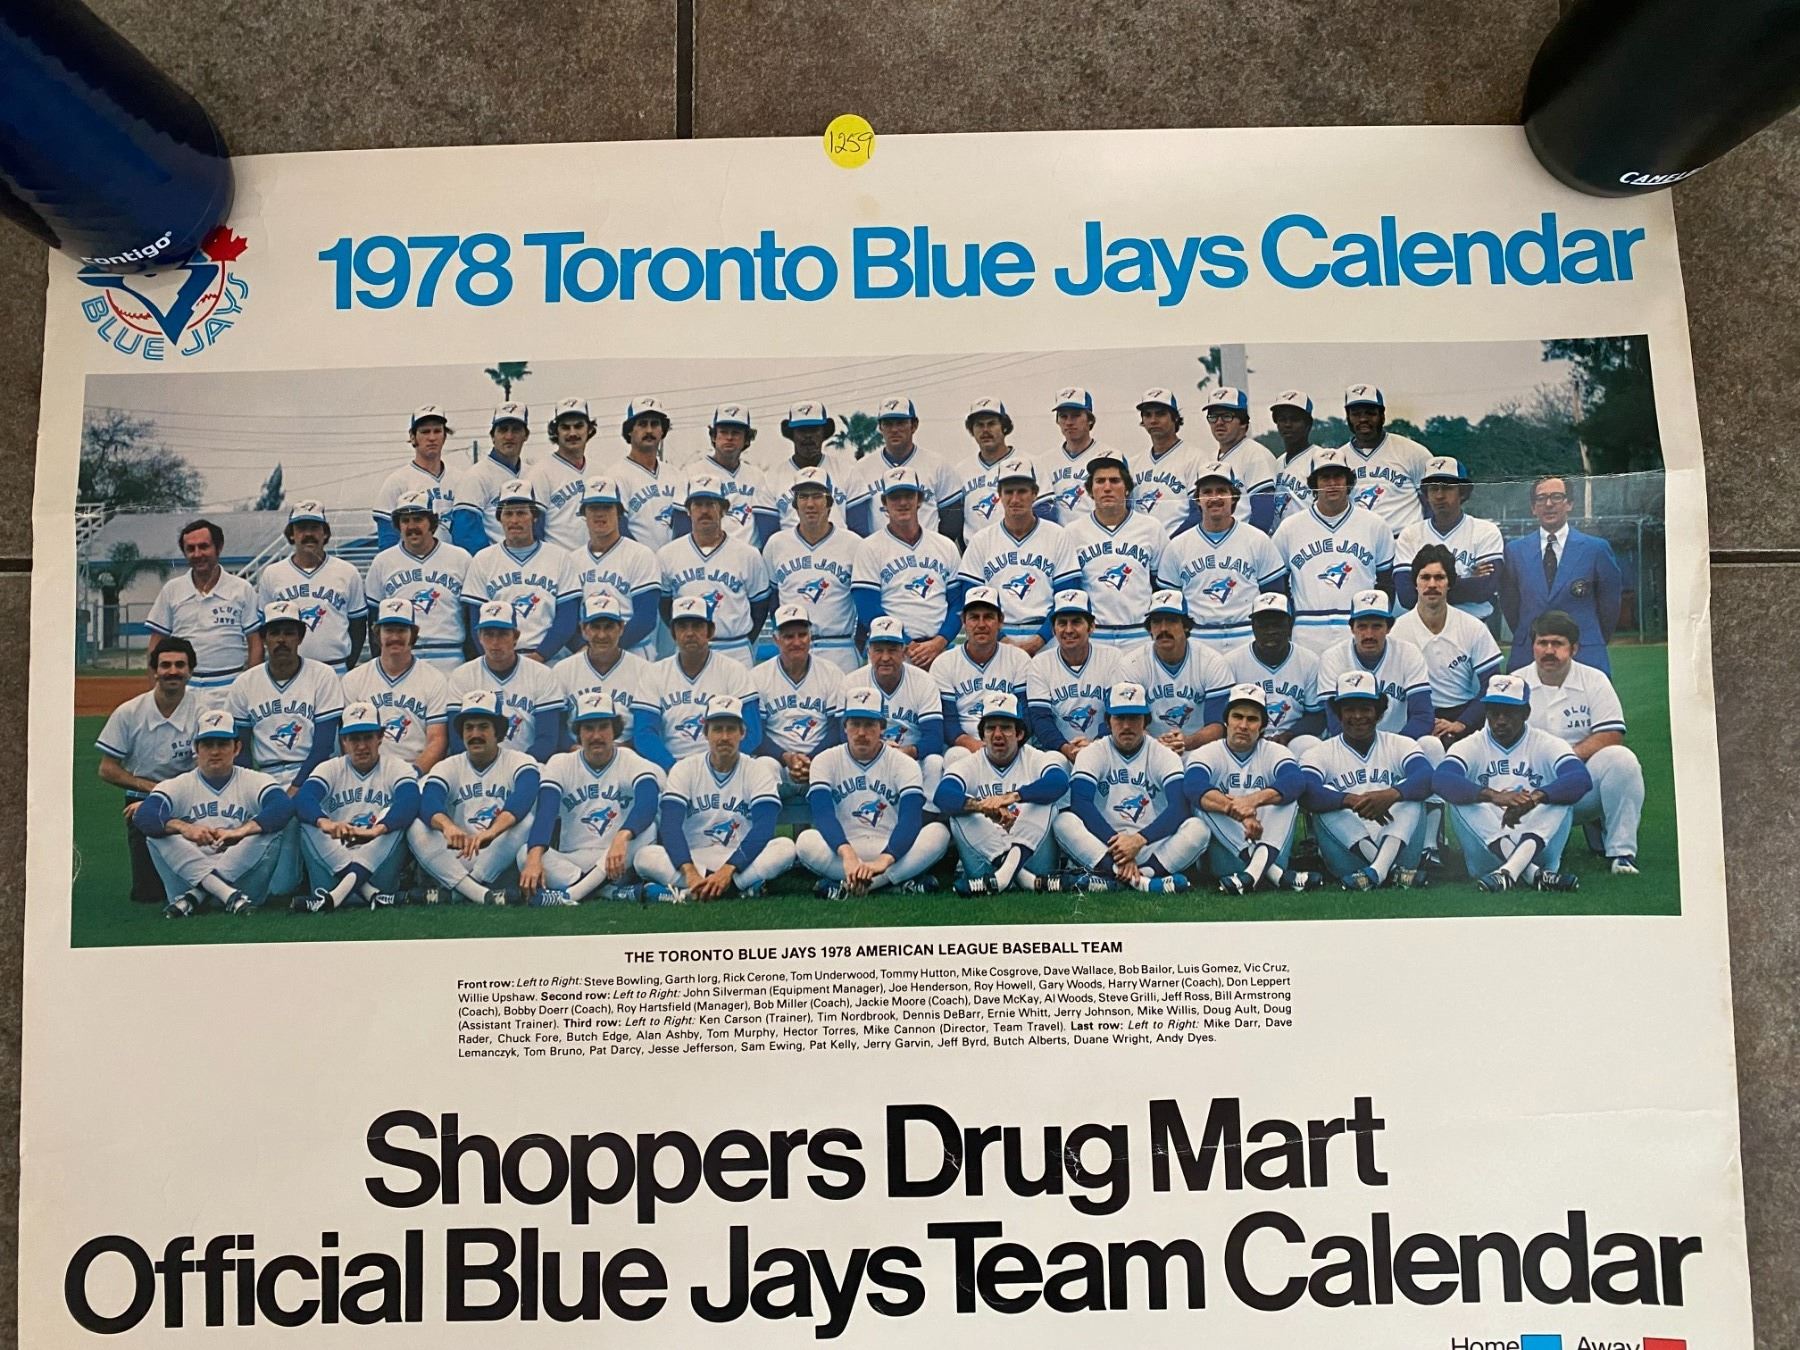 1259
contigo®
CAMEL
BLUE JAYS
1978 Toronto Blue Jays Calendar
THE TORONTO BLUE JAYS 1978 AMERICAN LEAGUE BASEBALL TEAM
Front row: Left to Right: Steve Bowling, Garth Iorg, Rick Cerone, Tom Underwood, Tommy Hutton, Mike Cosgrove, Dave Wallace, Bob Bailor, Luis Gomez, Vic Cruz,
Willie Upshaw. Second row: Left to Right: John Silverman (Equipment Manager), Joe Henderson, Roy Howell, Gary Woods, Harry Warner (Coach), Don Leppert
(Coach), Bobby Doerr (Coach), Roy Hartsfield (Manager), Bob Miller (Coach), Jackie Moore (Coach), Dave McKay, Al Woods, Steve Grilli, Jeff Ross, Bill Armstrong
(Assistant Trainer). Third row: Left to Right: Ken Carson (Trainer), Tim Nordbrook, Dennis DeBarr, Ernie Whitt, Jerry Johnson, Mike Willis, Doug Ault, Doug
Rader, Chuck Fore, Butch Edge, Alan Ashby, Tom Murphy, Hector Torres, Mike Cannon (Director, Team Travel). Last row: Left to Right: Mike Darr, Dave
Lemanczyk, Tom Bruno, Pat Darcy, Jesse Jefferson, Sam Ewing, Pat Kelly, Jerry Garvin, Jeff Byrd, Butch Alberts, Duane Wright, Andy Dyes.
Shoppers Drug Mart
Official Blue Jays Team Calendar
Home Away